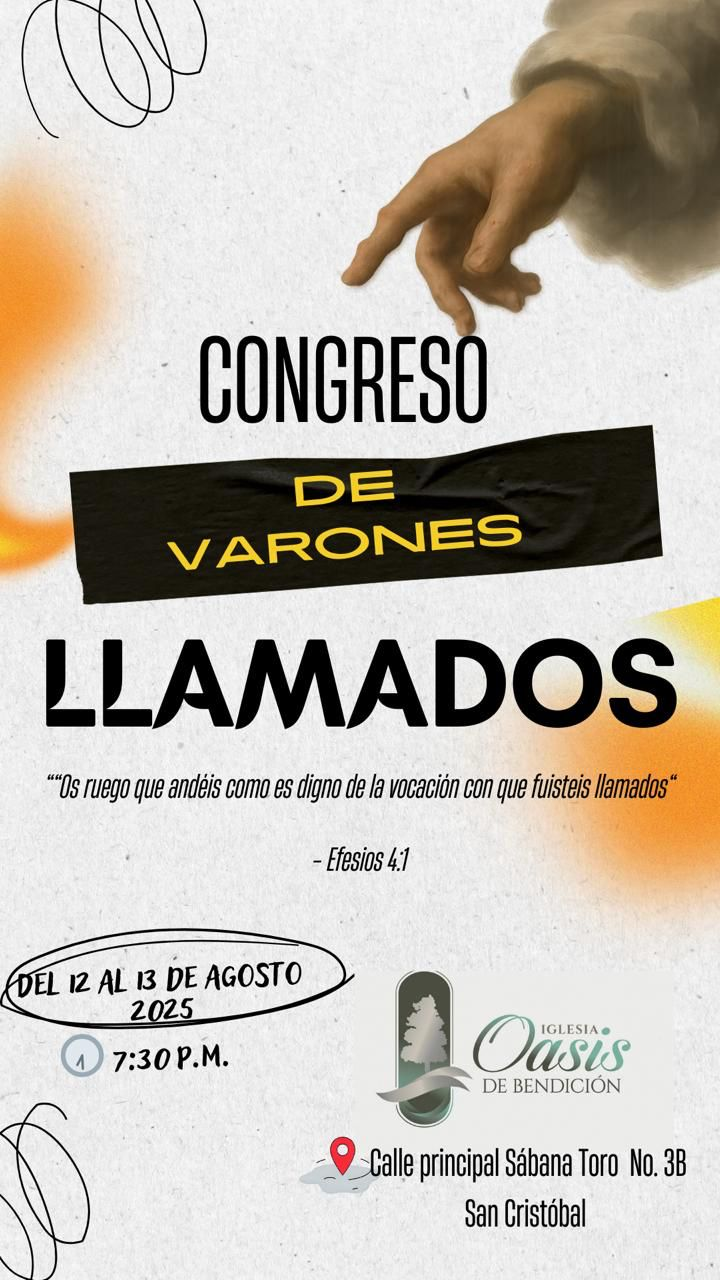 CONGRESO
DE
VARONES
LLAMADOS
““Os ruego que andéis como es digno de la vocación con que fuisteis llamados“
- Efesios 4:1
DEL 12 AL 13 DE AGOSTO
2025
7:30 P.M.
IGLESIA
Oasis
DE BENDICIÓN
Calle principal Sábana Toro No. 3B
San Cristóbal